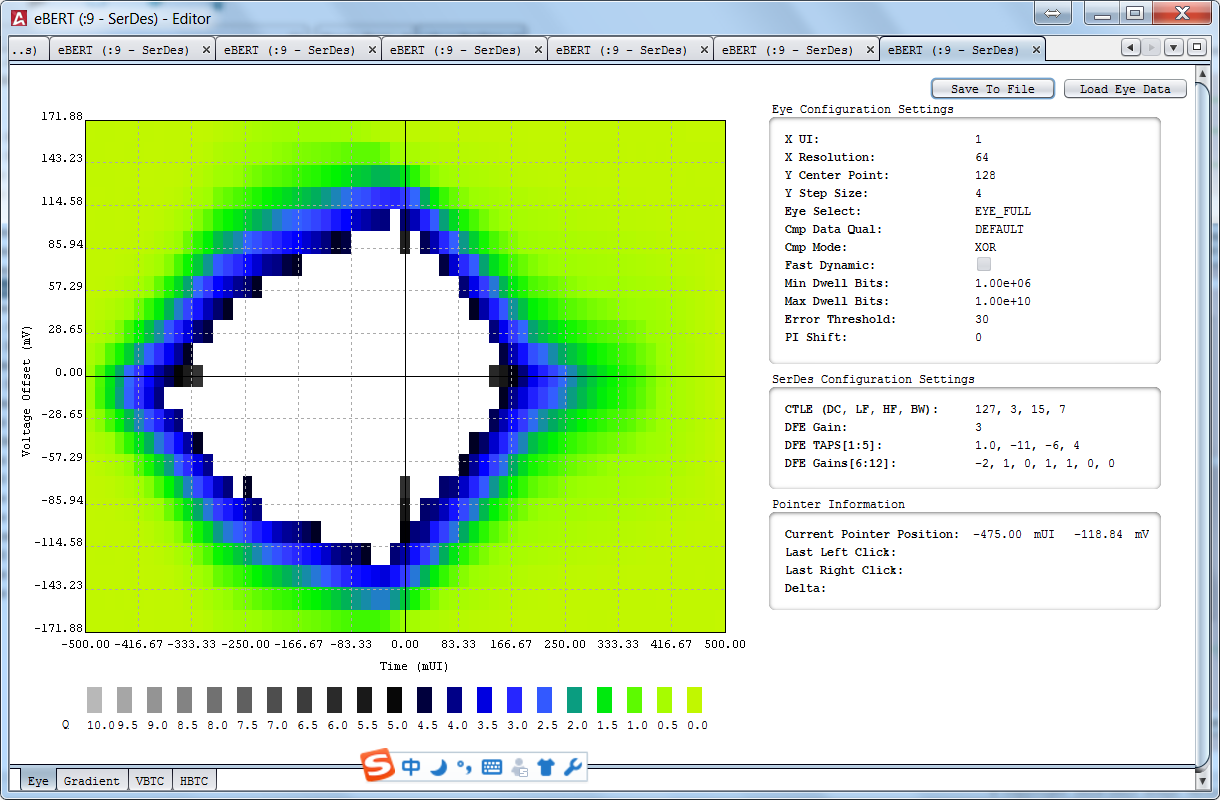 eBERT (:9 - SerDes) - Editor
..s) eBERT (:9 - SerDes) eBERT (:9 - SerDes) eBERT (:9 - SerDes) eBERT (:9 - SerDes) eBERT (:9 - SerDes) eBERT (:9 - SerDes)
Save To File Load Eye Data
171.88
143.23
114.58
85.94
57.29
28.65
0.00
-28.65
-57.29
-85.94
-114.58
-143.23
-171.88
Voltage Offset (mV)
-500.00 -416.67 -333.33 -250.00 -166.67 -83.33 0.00 83.33 166.67 250.00 333.33 416.67 500.00
Time (mUI)
Q 10.0 9.5 9.0 8.5 8.0 7.5 7.0 6.5 6.0 5.5 5.0 4.5 4.0 3.5 3.0 2.5 2.0 1.5 1.0 0.5 0.0
Eye Configuration Settings
X UI: 1
X Resolution: 64
Y Center Point: 128
Y Step Size: 4
Eye Select: EYE_FULL
Cmp Data Qual: DEFAULT
Cmp Mode: XOR
Fast Dynamic:
Min Dwell Bits: 1.00e+06
Max Dwell Bits: 1.00e+10
Error Threshold: 30
PI Shift: 0
SerDes Configuration Settings
CTLE (DC, LF, HF, BW): 127, 3, 15, 7
DFE Gain: 3
DFE TAPS[1:5]: 1.0, -11, -6, 4
DFE Gains[6:12]: -2, 1, 0, 1, 1, 0, 0
Pointer Information
Current Pointer Position: -475.00 mUI -118.84 mV
Last Left Click:
Last Right Click:
Delta:
中
Eye Gradient VBTC HBTC